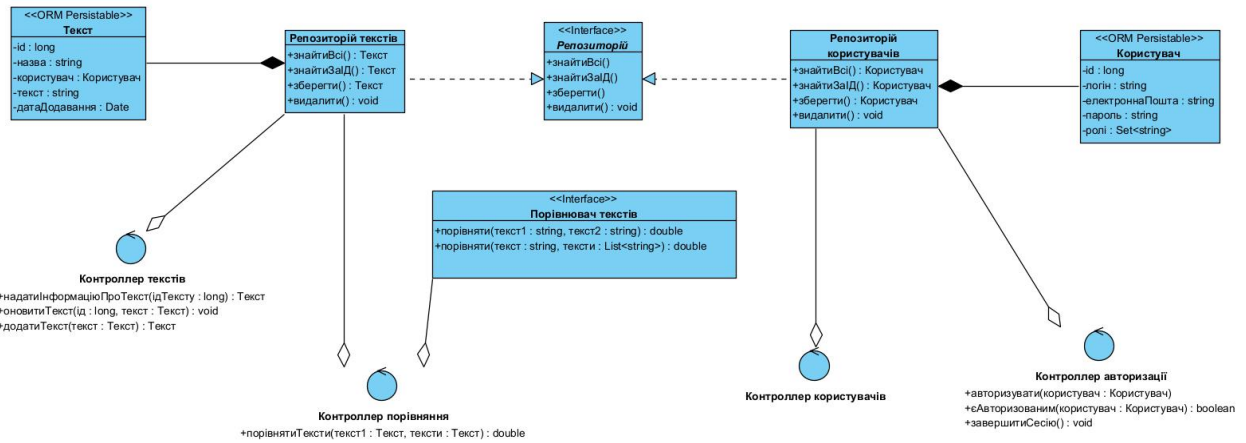 <<ORM Persistable>>
Текст
-id : long
-назва : string
-користувач : Користувач
-текст : string
-датаДодавання : Date
Репозиторій текстів
+знайтиВсі() : Текст
+знайтиЗаІД() : Текст
+зберегти() : Текст
+видалити() : void
<<Interface>>
Репозиторій
+знайтиВсі()
+знайтиЗаІД()
+зберегти()
+видалити() : void
Репозиторій
користувачів
+знайтиВсі() : Користувач
+знайтиЗаІД() : Користувач
+зберегти() : Користувач
+видалити() : void
<<ORM Persistable>>
Користувач
-id : long
-логін : string
-електроннаПошта : string
-пароль : string
-ролі : Set<string>
<<Interface>>
Порівнювач текстів
+порівняти(текст1 : string, текст2 : string) : double
+порівняти(текст : string, тексти : List<string>) : double
Контроллер текстів
+надатиІнформаціюПроТекст(ідТексту : long) : Текст
+оновитиТекст(ід : long, текст : Текст) : void
+додатиТекст(текст : Текст) : Текст
Контроллер порівняння
+порівнятиТексти(текст1 : Текст, тексти : Текст) : double
Контроллер користувачів
Контроллер авторизації
+авторизувати(користувач : Користувач)
+єАвторизованим(користувач : Користувач) : boolean
+завершитиСесію() : void